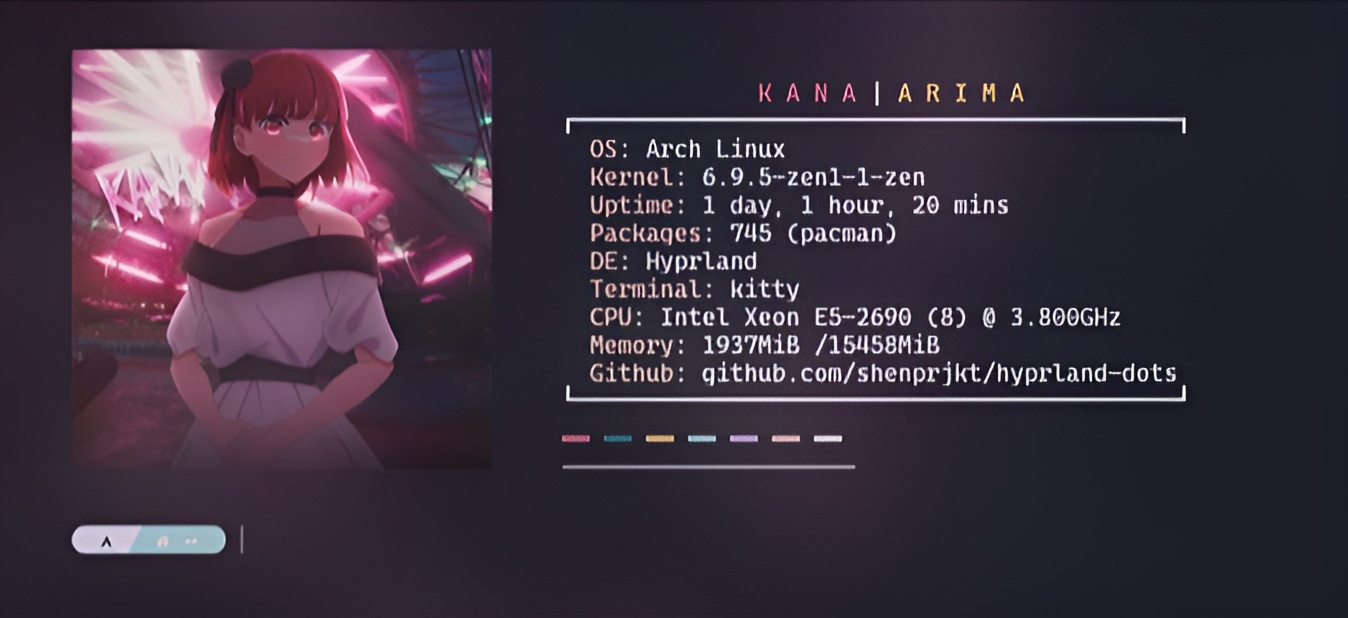 KANA|ARIMA
OS: Arch Linux
Kernel: 6.9.5-zen1-1-zen
Uptime: 1 day, 1 hour, 20 mins
Packages: 745 (pacman)
DE: Hyprland
Terminal: kitty
CPU: Intel Xeon E5-2690 (8) @ 3.800GHz
Memory: 1937MiB /15458MiB
Github: github.com/shenprjkt/hyprland-dots